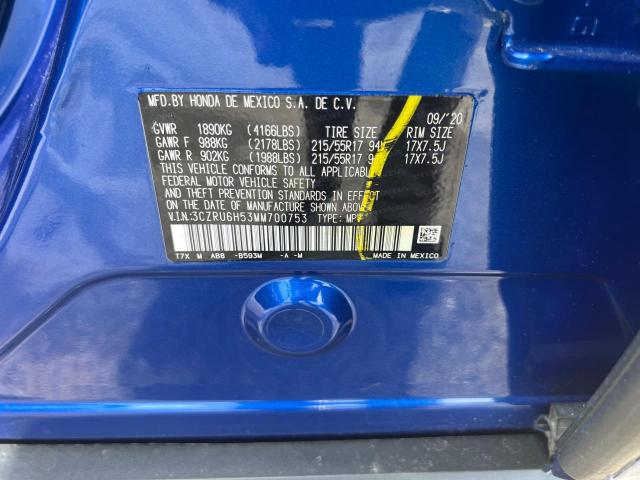 MFD.BY HONDA DE MEXICO S.A. DE C.V. 09/'20
GVWR 1890KG (4166LBS) TIRE SIZE RIM SIZE
GAWR F 988KG (2178LBS) 215/55R17 17X7.5J
GAWR R 902KG (1988LBS) 215/55R17 17X7.5J
THIS VEHICLE CONFORMS TO ALL APPLICABLE
FEDERAL MOTOR VEHICLE SAFETY
AND THEFT PREVENTION STANDARDS IN EFFECT
ON THE DATE OF MANUFACTURE SHOWN ABOVE
V.I.N:3CZRU6H53MM700753 TYPE: MPV
T7X M ABB -B593M -A -M MADE IN MEXICO